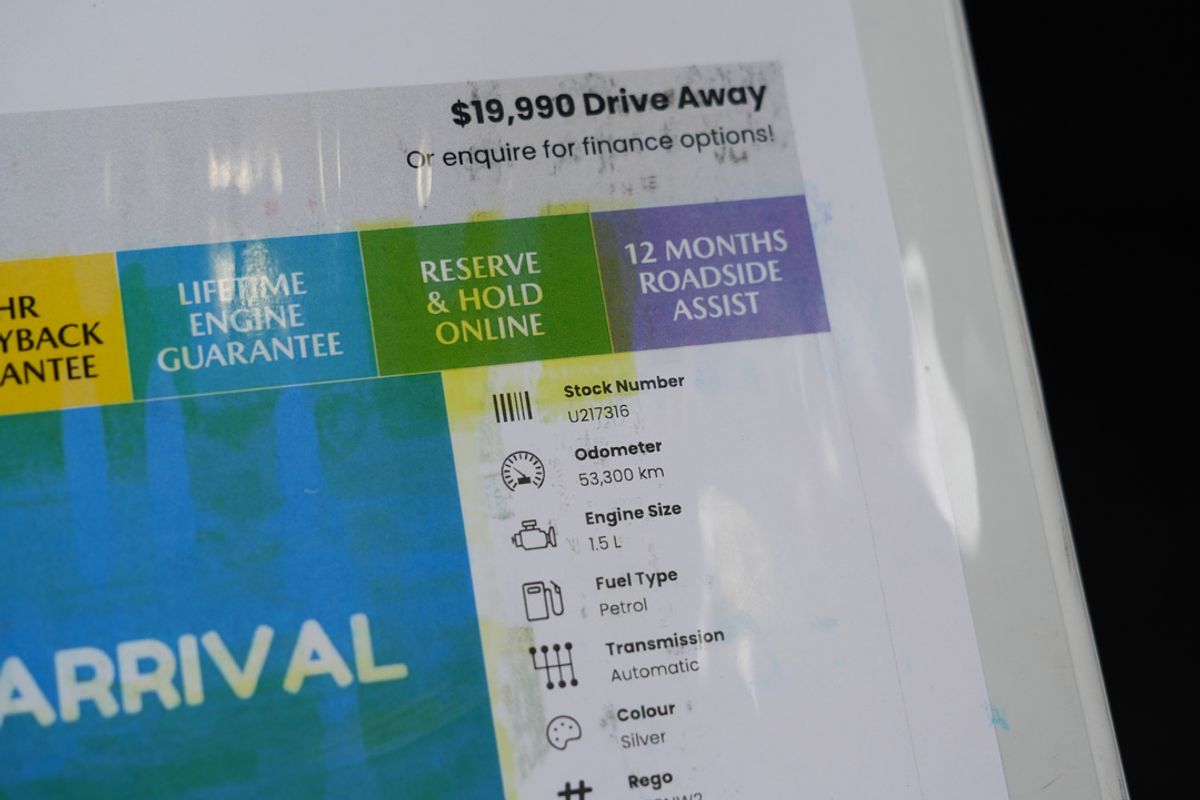 $19,990 Drive Away
Or enquire for finance options!
HR
YBACK
ANTEE
LIFETIME
ENGINE
GUARANTEE
RESERVE
& HOLD
ONLINE
12 MONTHS
ROADSIDE
ASSIST
Stock Number
U217316
Odometer
53,300 km
Engine Size
1.5 L
Fuel Type
Petrol
Transmission
Automatic
Colour
Silver
Rego
ARRIVAL